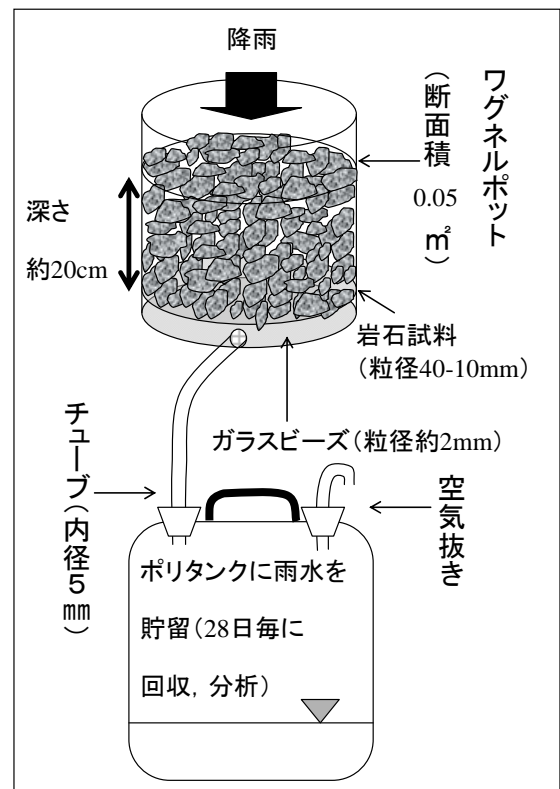 降雨
ワグネルポット
（断面積 0.05 ㎡）
深さ
約20cm
岩石試料
（粒径40-10mm）
ガラスビーズ（粒径約2mm）
チューブ（内径５㎜）
空気抜き
ポリタンクに雨水を
貯留（28日毎に
回収，分析）